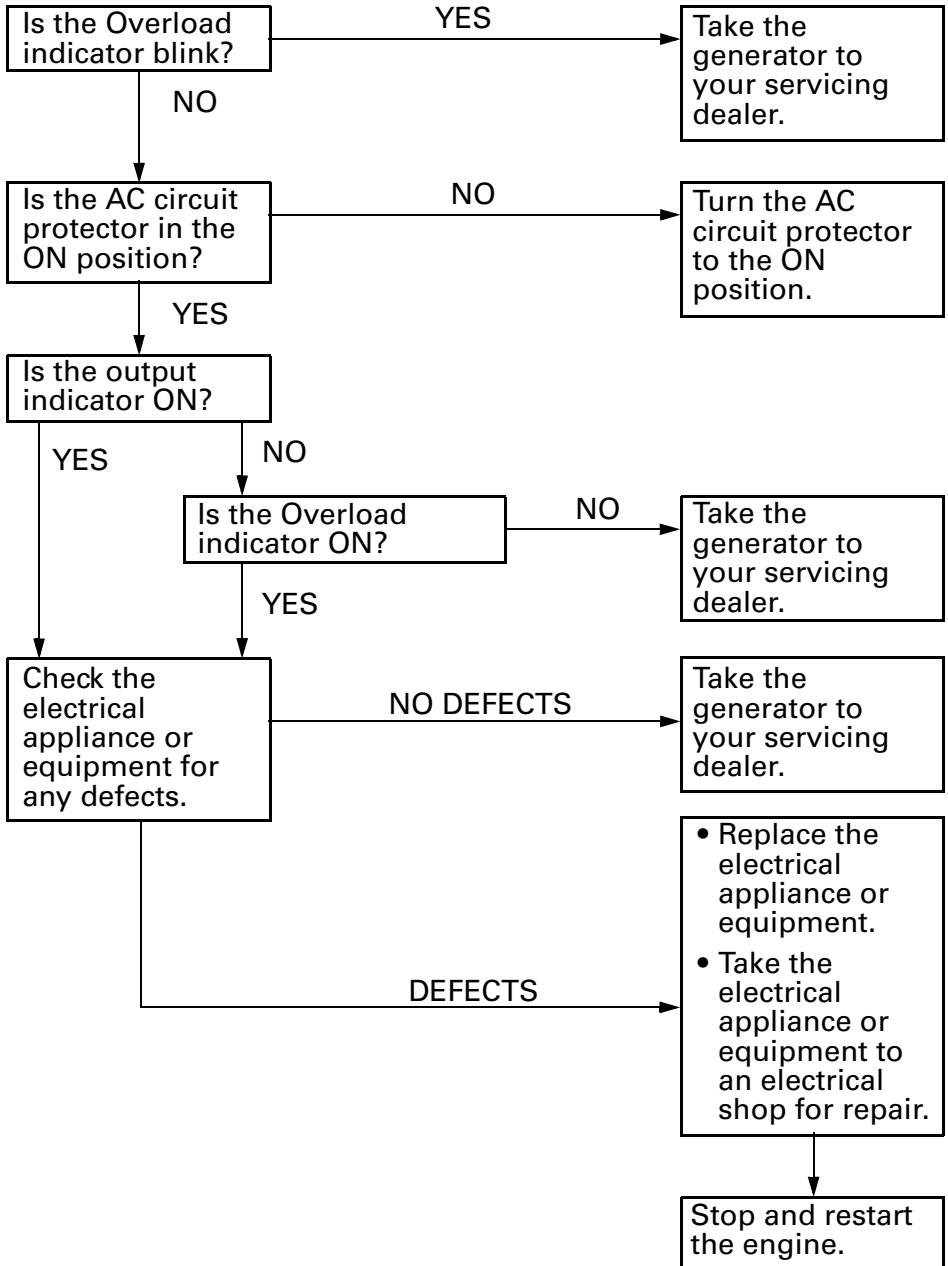 Is the Overload
indicator blink?
YES
Take the
generator to
your servicing
dealer.
NO
Is the AC circuit
protector in the
ON position?
NO
Turn the AC
circuit protector
to the ON
position.
YES
Is the output
indicator ON?
YES
NO
Is the Overload
indicator ON?
NO
Take the
generator to
your servicing
dealer.
YES
Check the
electrical
appliance or
equipment for
any defects.
NO DEFECTS
Take the
generator to
your servicing
dealer.
DEFECTS
• Replace the
electrical
appliance or
equipment.
• Take the
electrical
appliance or
equipment to
an electrical
shop for repair.
Stop and restart
the engine.